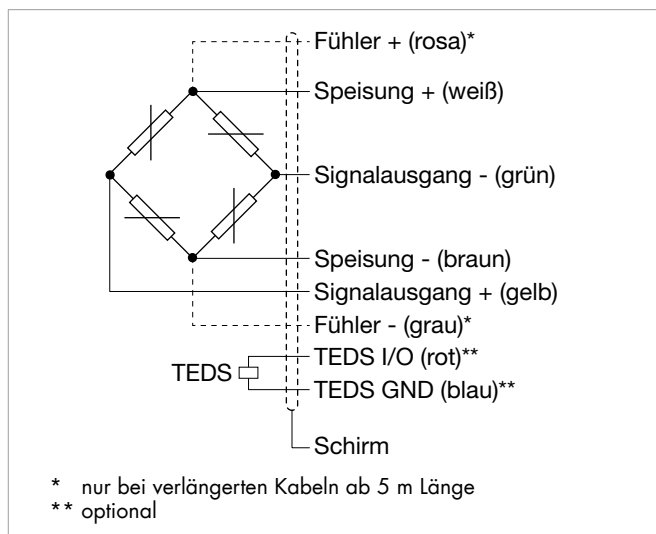 Fühler + (rosa)*
Speisung + (weiß)
Signalausgang - (grün)
Speisung - (braun)
Signalausgang + (gelb)
Fühler - (grau)*
TEDS I/O (rot)**
TEDS
TEDS GND (blau)**
Schirm
* nur bei verlängerten Kabeln ab 5 m Länge
** optional